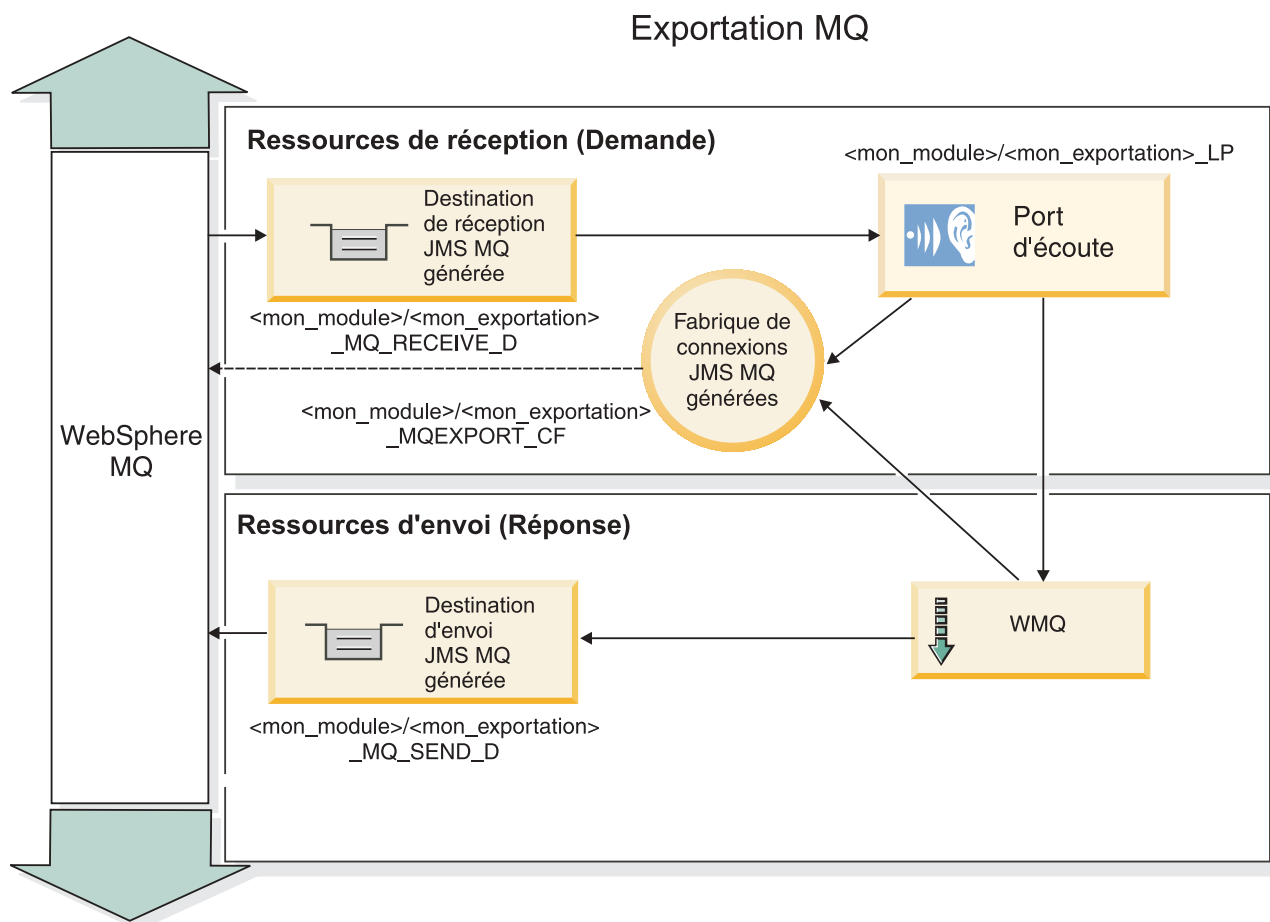 Exportation MQ
Ressources de réception (Demande)
<mon_module>/<mon_exportation>_LP
Destination
de réception
JMS MQ
générée
Port
d'écoute
<mon_module>/<mon_exportation>
_MQ_RECEIVE_D
Fabrique de
connexions
JMS MQ
générées
<mon_module>/<mon_exportation>
_MQEXPORT_CF
WebSphere
MQ
Ressources d'envoi (Réponse)
Destination
d'envoi
JMS MQ
générée
WMQ
<mon_module>/<mon_exportation>
_MQ_SEND_D